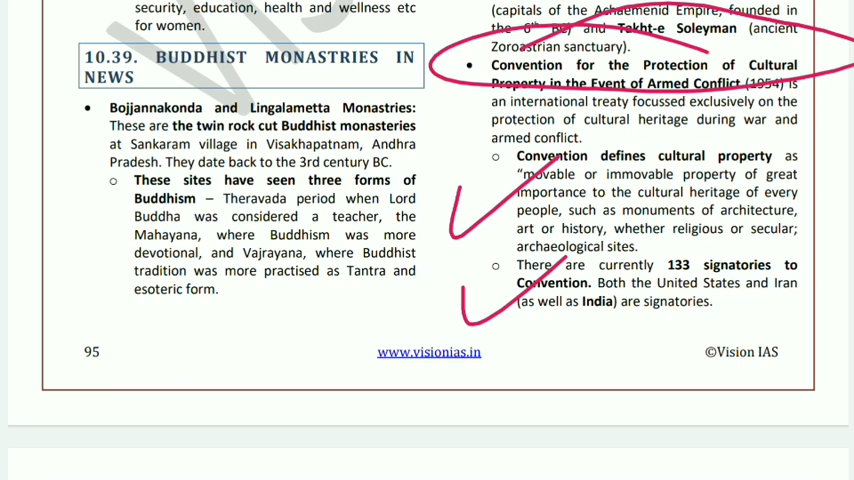 security, education, health and wellness etc
for women.
10.39. BUDDHIST MONASTRIES IN
NEWS
• Bojjannakonda and Lingalametta Monastries:
These are the twin rock cut Buddhist monasteries
at Sankaram village in Visakhapatnam, Andhra
Pradesh. They date back to the 3rd century BC.
o These sites have seen three forms of
Buddhism – Theravada period when Lord
Buddha was considered a teacher, the
Mahayana, where Buddhism was more
devotional, and Vajrayana, where Buddhist
tradition was more practised as Tantra and
esoteric form.
(capitals of the Achaemenid Empire, founded in
the 6th BC) and Takht-e Soleyman (ancient
Zoroastrian sanctuary).
• Convention for the Protection of Cultural
Property in the Event of Armed Conflict (1954) is
an international treaty focussed exclusively on the
protection of cultural heritage during war and
armed conflict.
o Convention defines cultural property as
“movable or immovable property of great
importance to the cultural heritage of every
people, such as monuments of architecture,
art or history, whether religious or secular;
archaeological sites.
o There are currently 133 signatories to
Convention. Both the United States and Iran
(as well as India) are signatories.
95
www.visionias.in
©Vision IAS